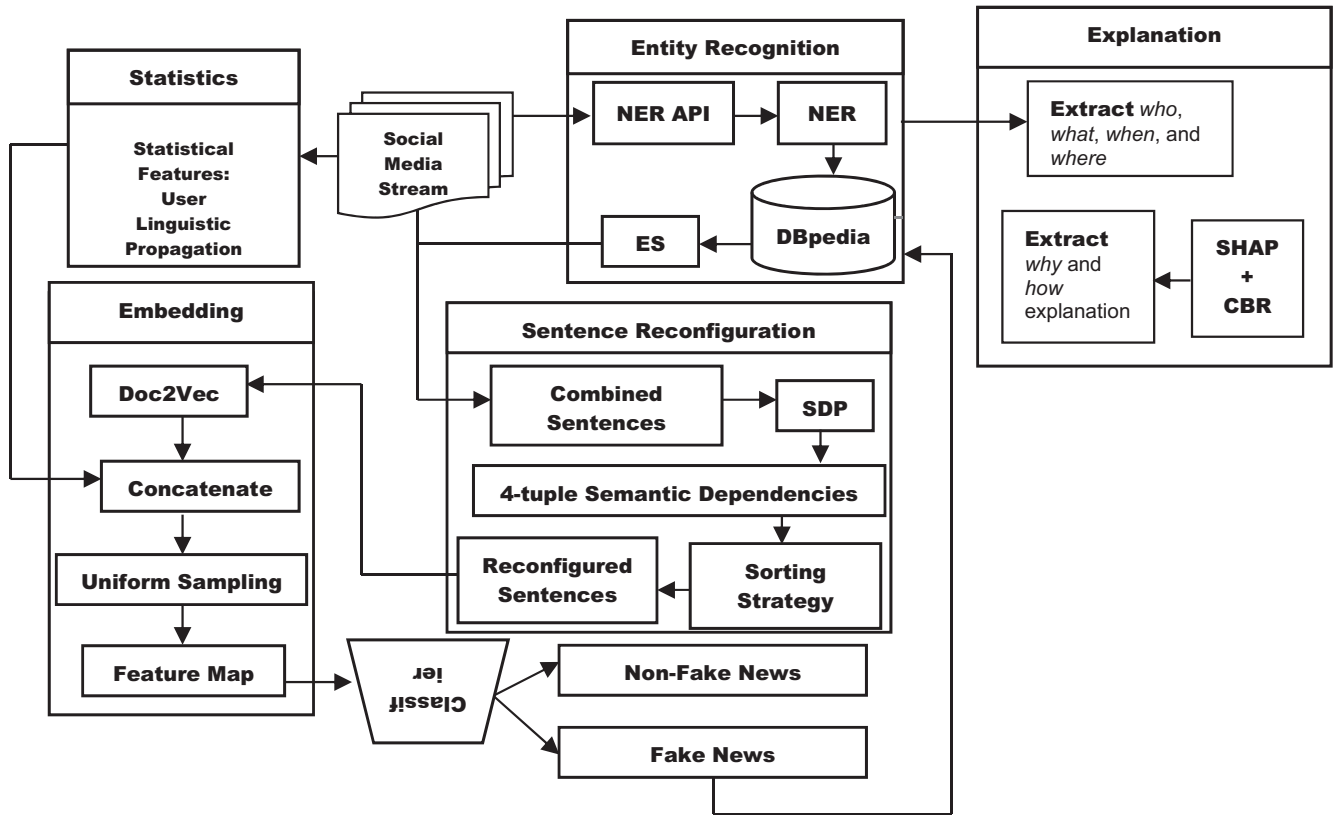 Statistics
Statistical
Features:
User
Linguistic
Propagation
Social
Media
Stream
Entity Recognition
NER API
NER
DBpedia
ES
Explanation
Extract who,
what, when, and
where
Extract
why and
how
explanation
SHAP
+
CBR
Embedding
Doc2Vec
Concatenate
Uniform Sampling
Feature Map
Sentence Reconfiguration
Combined
Sentences
SDP
4-tuple Semantic Dependencies
Sorting
Strategy
Reconfigured
Sentences
Classif
ier
Non-Fake News
Fake News